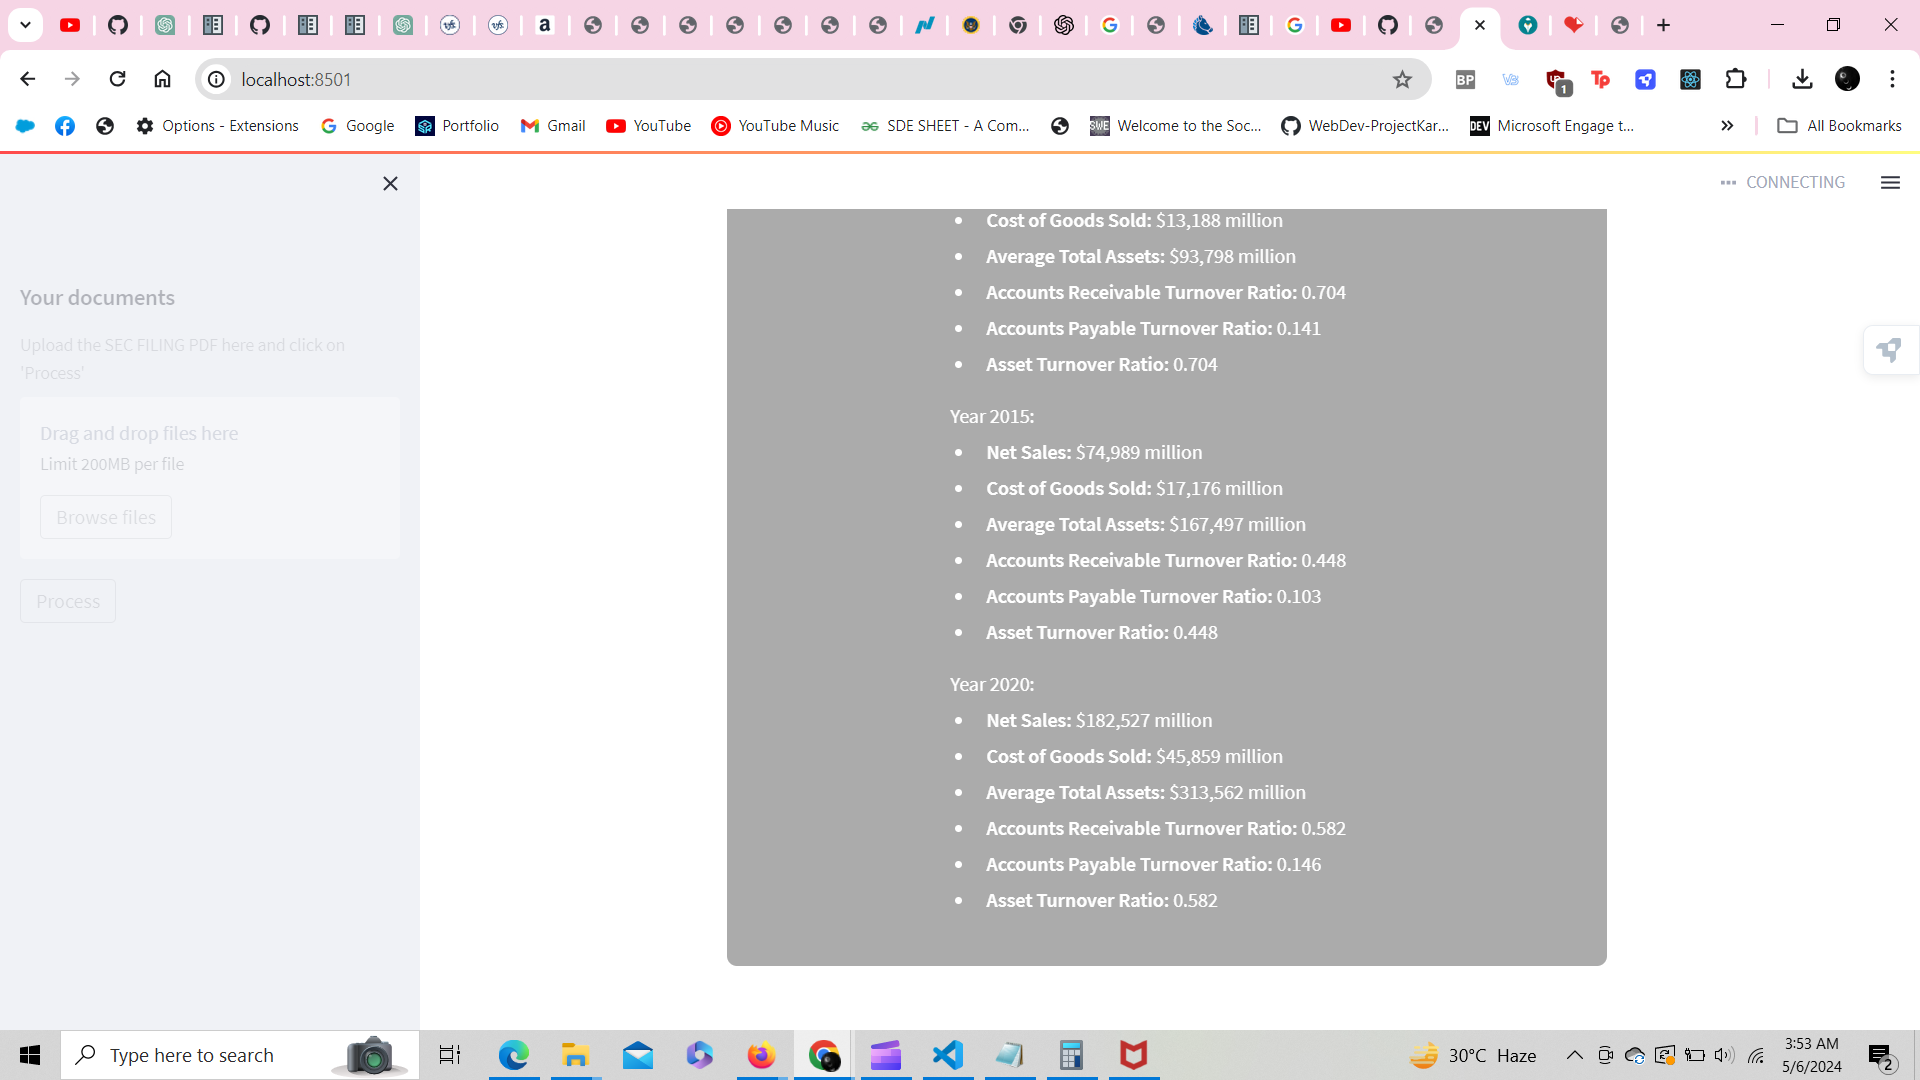 localhost:8501
BP
1
Tp
Options - Extensions
Google
Portfolio
Gmail
YouTube
YouTube Music
SDE SHEET - A Com...
SWE
Welcome to the Soc...
WebDev-ProjectKar...
DEV
Microsoft Engage t...
»
All Bookmarks
CONNECTING
Your documents
Upload the SEC FILING PDF here and click on
'Process'
Drag and drop files here
Limit 200MB per file
Browse files
Process
• Cost of Goods Sold: $13,188 million
• Average Total Assets: $93,798 million
• Accounts Receivable Turnover Ratio: 0.704
• Accounts Payable Turnover Ratio: 0.141
• Asset Turnover Ratio: 0.704
Year 2015:
• Net Sales: $74,989 million
• Cost of Goods Sold: $17,176 million
• Average Total Assets: $167,497 million
• Accounts Receivable Turnover Ratio: 0.448
• Accounts Payable Turnover Ratio: 0.103
• Asset Turnover Ratio: 0.448
Year 2020:
• Net Sales: $182,527 million
• Cost of Goods Sold: $45,859 million
• Average Total Assets: $313,562 million
• Accounts Receivable Turnover Ratio: 0.582
• Accounts Payable Turnover Ratio: 0.146
• Asset Turnover Ratio: 0.582
Type here to search
30°C Haze
3:53 AM
5/6/2024
2